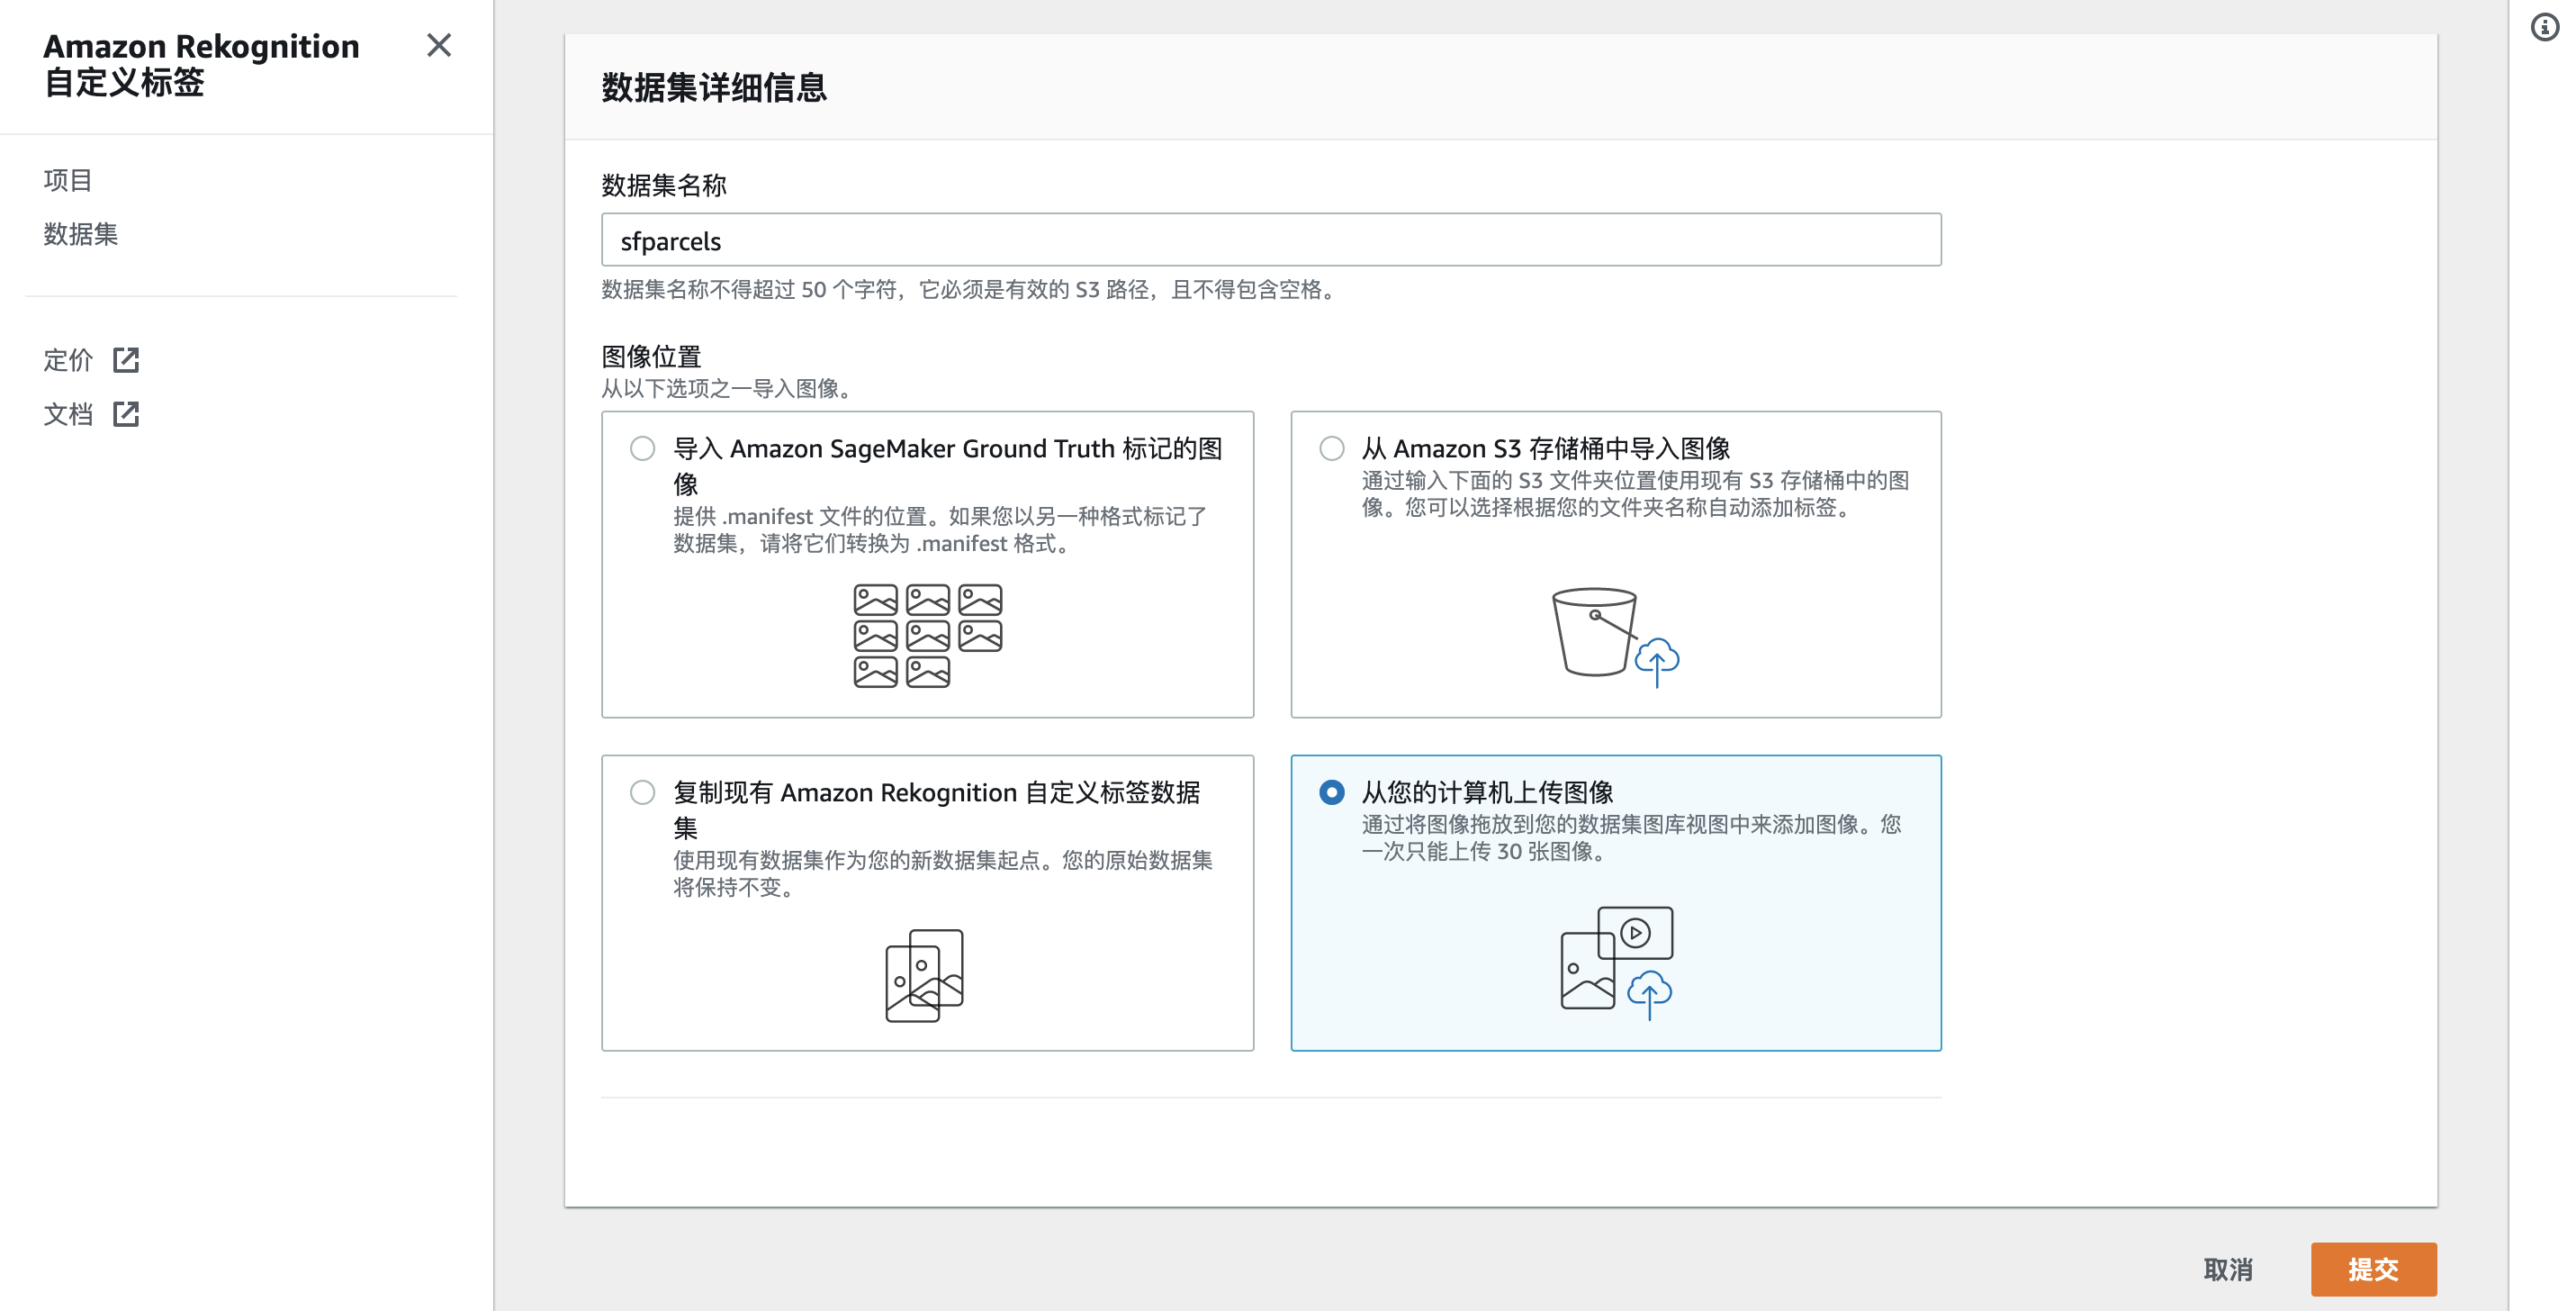 Amazon Rekognition
自定义标签
项目
数据集
定价
文档
数据集详细信息
数据集名称
sfparcels
数据集名称不得超过 50 个字符，它必须是有效的 S3 路径，且不得包含空格。
图像位置
从以下选项之一导入图像。
导入 Amazon SageMaker Ground Truth 标记的图
像
提供 .manifest 文件的位置。如果您以另一种格式标记了
数据集，请将它们转换为 .manifest 格式。
从 Amazon S3 存储桶中导入图像
通过输入下面的 S3 文件夹位置使用现有 S3 存储桶中的图
像。您可以选择根据您的文件夹名称自动添加标签。
复制现有 Amazon Rekognition 自定义标签数据
集
使用现有数据集作为您的新数据集起点。您的原始数据集
将保持不变。
从您的计算机上传图像
通过将图像拖放到您的数据集图库视图中来添加图像。您
一次只能上传 30 张图像。
取消
提交